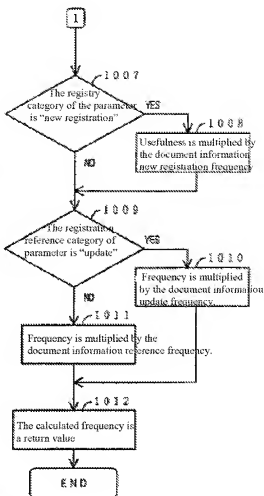 1
1007
The registry
category of the parameter
is "new registration"
YES
1008
Usefulness is multiplied by
the document information
new registration frequency
NO
1009
The registration
reference category of
parameter is "update"
YES
1010
Frequency is multiplied
by the document information
update frequency.
NO
1011
Frequency is multiplied by the
document information reference frequency.
1012
The calculated frequency is
a return value
END